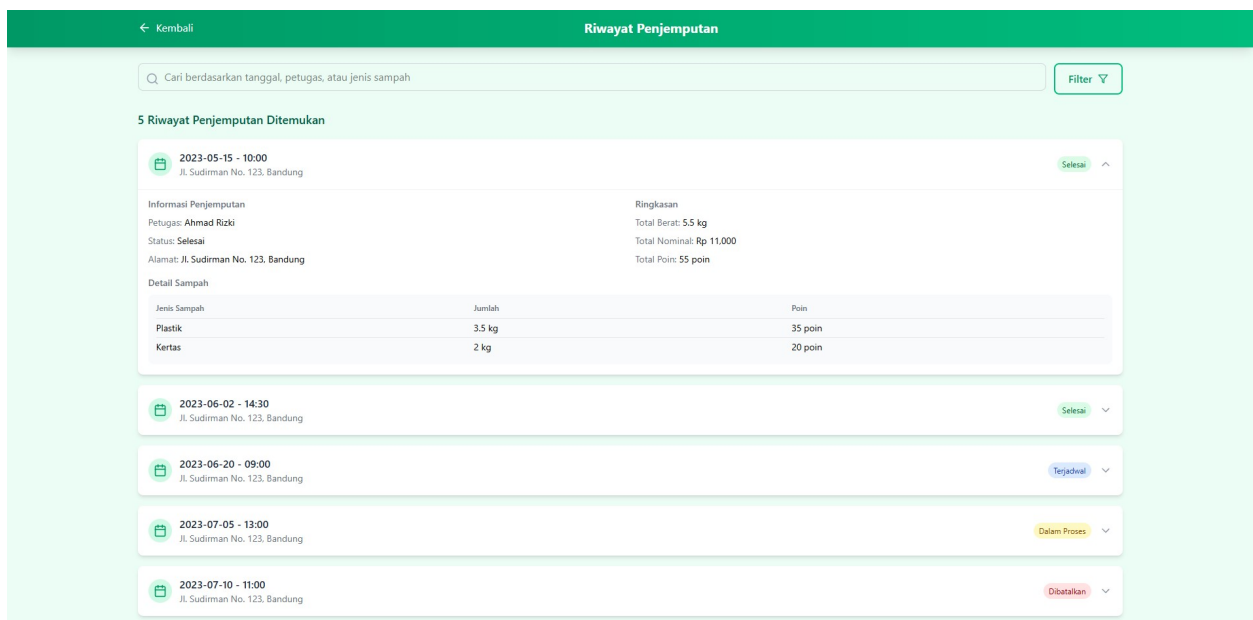 ← Kembali
Riwayat Penjemputan
Cari berdasarkan tanggal, petugas, atau jenis sampah
Filter
5 Riwayat Penjemputan Ditemukan
2023-05-15 - 10:00
Jl. Sudirman No. 123, Bandung
Selesai
Informasi Penjemputan
Petugas: Ahmad Rizki
Status: Selesai
Alamat: Jl. Sudirman No. 123, Bandung
Ringkasan
Total Berat: 5.5 kg
Total Nominal: Rp 11,000
Total Poin: 55 poin
Detail Sampah
Jenis Sampah Jumlah Poin
Plastik 3.5 kg 35 poin
Kertas 2 kg 20 poin
2023-06-02 - 14:30
Jl. Sudirman No. 123, Bandung
Selesai
2023-06-20 - 09:00
Jl. Sudirman No. 123, Bandung
Terjadwal
2023-07-05 - 13:00
Jl. Sudirman No. 123, Bandung
Dalam Proses
2023-07-10 - 11:00
Jl. Sudirman No. 123, Bandung
Dibatalkan